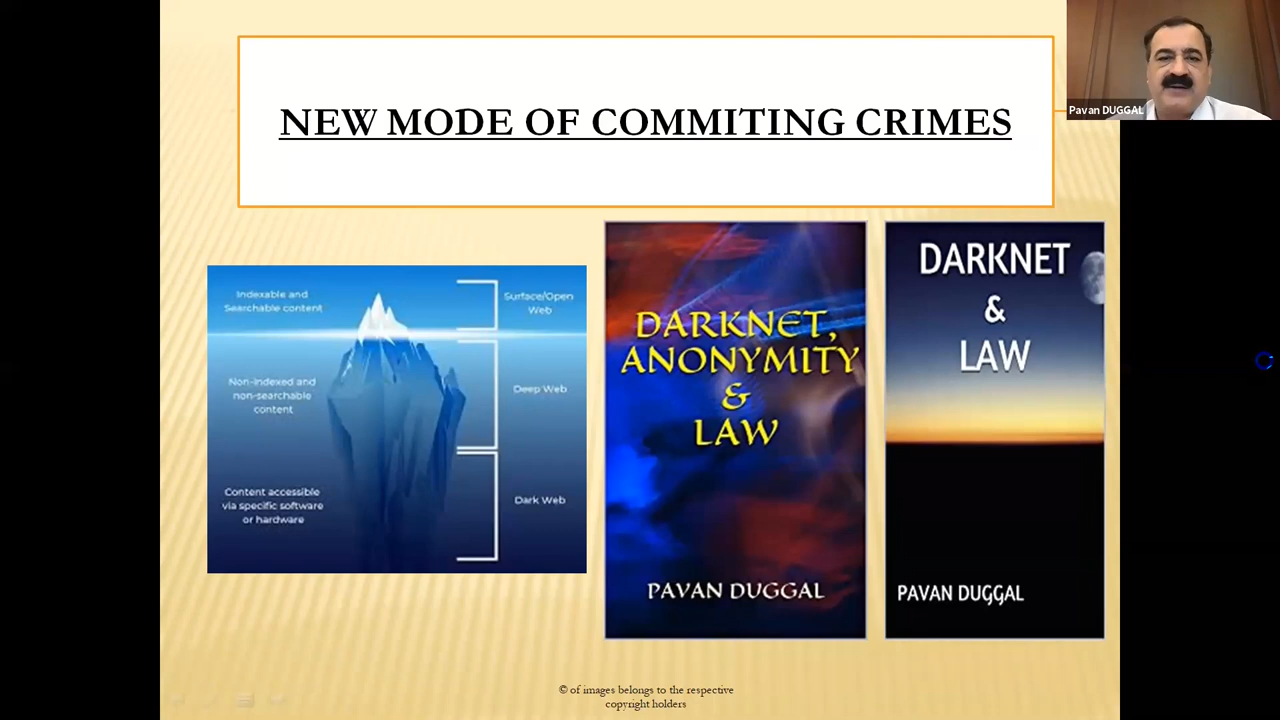 NEW MODE OF COMMITING CRIMES
Pavan DUGGAL
Indexable and
Searchable content
Surface/Open
Web
Non-indexed and
non-searchable
content
Deep Web
Content accessible
via specific software
or hardware
Dark Web
DARKNET,
ANONYMITY
&
LAW
PAVAN DUGGAL
DARKNET
&
LAW
PAVAN DUGGAL
© of images belongs to the respective
copyright holders